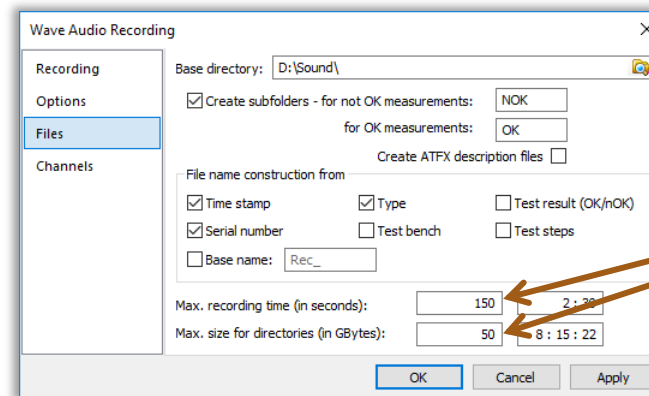 Wave Audio Recording
Recording
Options
Files
Channels
Base directory: D:\Sound\
Create subfolders - for not OK measurements: NOK
for OK measurements: OK
Create ATFX description files
File name construction from
Time stamp Type Test result (OK/nOK)
Serial number Test bench Test steps
Base name: Rec_
Max. recording time (in seconds): 150 2 :
Max. size for directories (in GBytes): 50 8 : 15 : 22
OK Cancel Apply